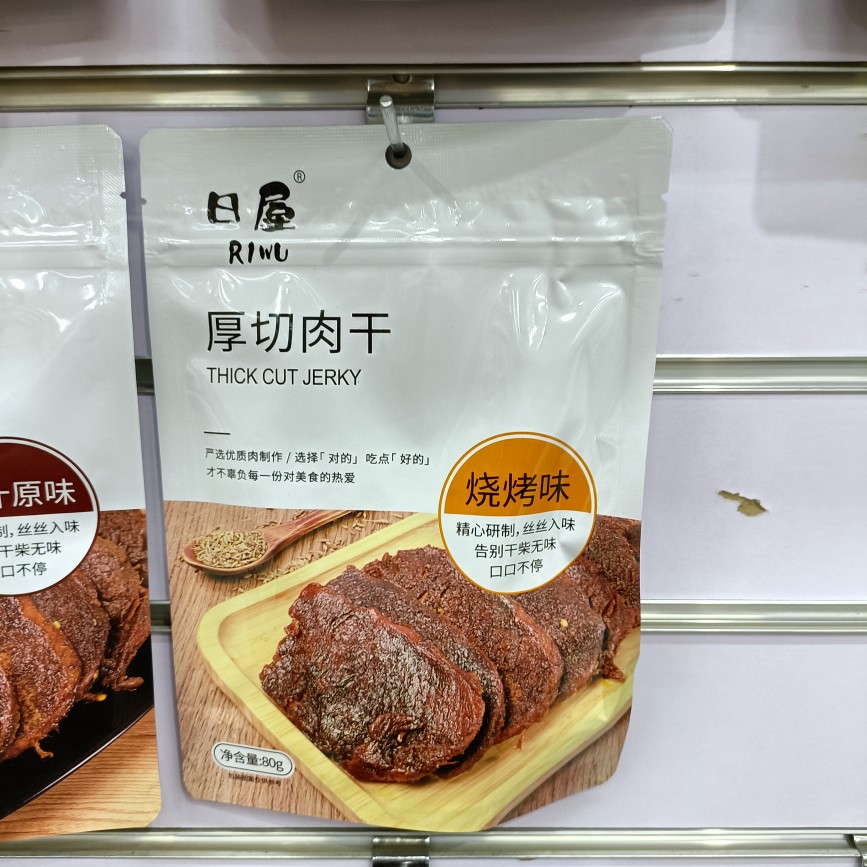 日屋®
RIWU
厚切肉干
THICK CUT JERKY
严选优质肉制作 / 选择「对的」吃点「好的」
才不辜负每一份对美食的热爱
烧烤味
精心研制,丝丝入味
告别干柴无味
口口不停
净含量:80g
原味
制,丝丝入味
干柴无味
口不停